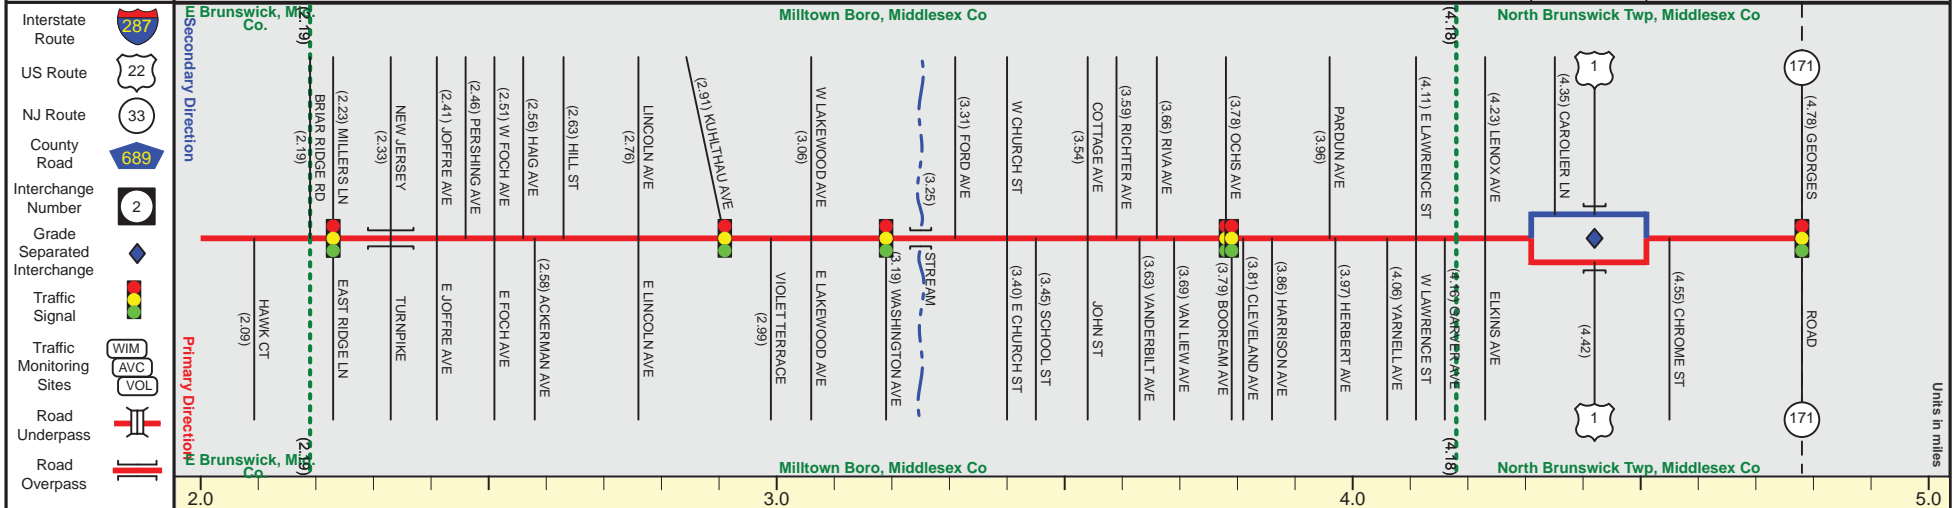 Interstate
Route
287
US Route
22
NJ Route
33
County
Road
689
Interchange
Number
2
Grade
Separated
Interchange
Traffic
Signal
Traffic
Monitoring
Sites
WIM
AVC
VOL
Road
Underpass
Road
Overpass
Secondary Direction
Primary Direction
E Brunswick, M
Co.
(2.19)
Milltown Boro, Middlesex Co
(4.18)
North Brunswick Twp, Middlesex Co
BRIAR RIDGE RD
(2.19)
(2.23) MILLERS LN
NEW JERSEY
(2.33)
(2.41) JOFFRE AVE
(2.46) PERSHING AVE
(2.51) W FOCH AVE
(2.56) HAIG AVE
(2.63) HILL ST
LINCOLN AVE
(2.76)
(2.91) KUHLTHAU AVE
W LAKEWOOD AVE
(3.06)
(3.25)
(3.31) FORD AVE
W CHURCH ST
COTTAGE AVE
(3.54)
(3.59) RICHTER AVE
(3.66) RIVA AVE
(3.78) OCHS AVE
PARDUN AVE
(3.96)
(4.11) E LAWRENCE ST
(4.23) LENOX AVE
(4.35) CAROLIER LN
1
171
(4.78) GEORGES
HAWK CT
(2.09)
EAST RIDGE LN
TURNPIKE
E JOFFRE AVE
E FOCH AVE
(2.58) ACKERMAN AVE
E LINCOLN AVE
VIOLET TERRACE
(2.99)
E LAKEWOOD AVE
(3.19) WASHINGTON AVE
STREAM
(3.40) E CHURCH ST
(3.45) SCHOOL ST
JOHN ST
(3.63) VANDERBILT AVE
(3.69) VAN LIEW AVE
(3.79) BOOREAM AVE
(3.81) CLEVELAND AVE
(3.86) HARRISON AVE
(3.97) HERBERT AVE
(4.06) YARNELL AVE
W LAWRENCE ST
(4.16) GARVER AVE
ELKINS AVE
(4.42)
1
(4.55) CHROME ST
ROAD
171
Units in miles
E Brunswick, M
Co.
(2.19)
Milltown Boro, Middlesex Co
(4.18)
North Brunswick Twp, Middlesex Co
2.0
3.0
4.0
5.0